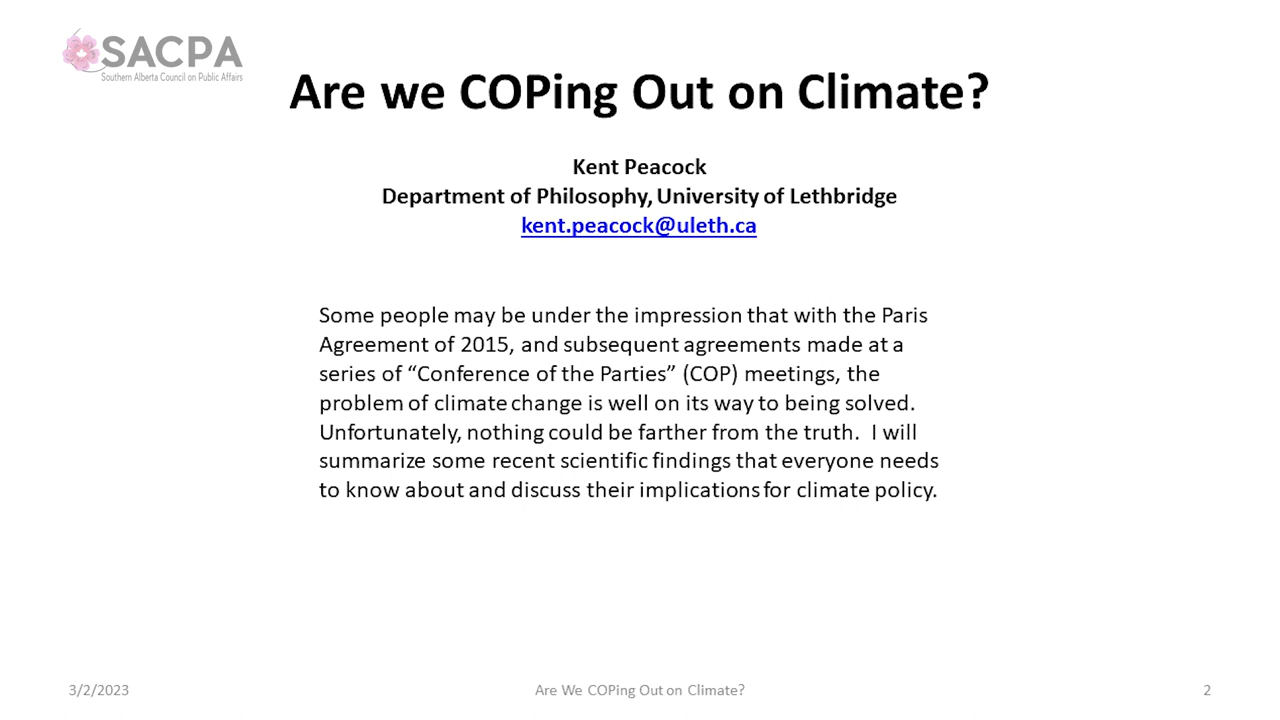 SACPA
Southern Alberta Council on Public Affairs
Are we COPing Out on Climate?
Kent Peacock
Department of Philosophy, University of Lethbridge
kent.peacock@uleth.ca
Some people may be under the impression that with the Paris
Agreement of 2015, and subsequent agreements made at a
series of “Conference of the Parties” (COP) meetings, the
problem of climate change is well on its way to being solved.
Unfortunately, nothing could be farther from the truth.  I will
summarize some recent scientific findings that everyone needs
to know about and discuss their implications for climate policy.
3/2/2023
Are We COPing Out on Climate?
2